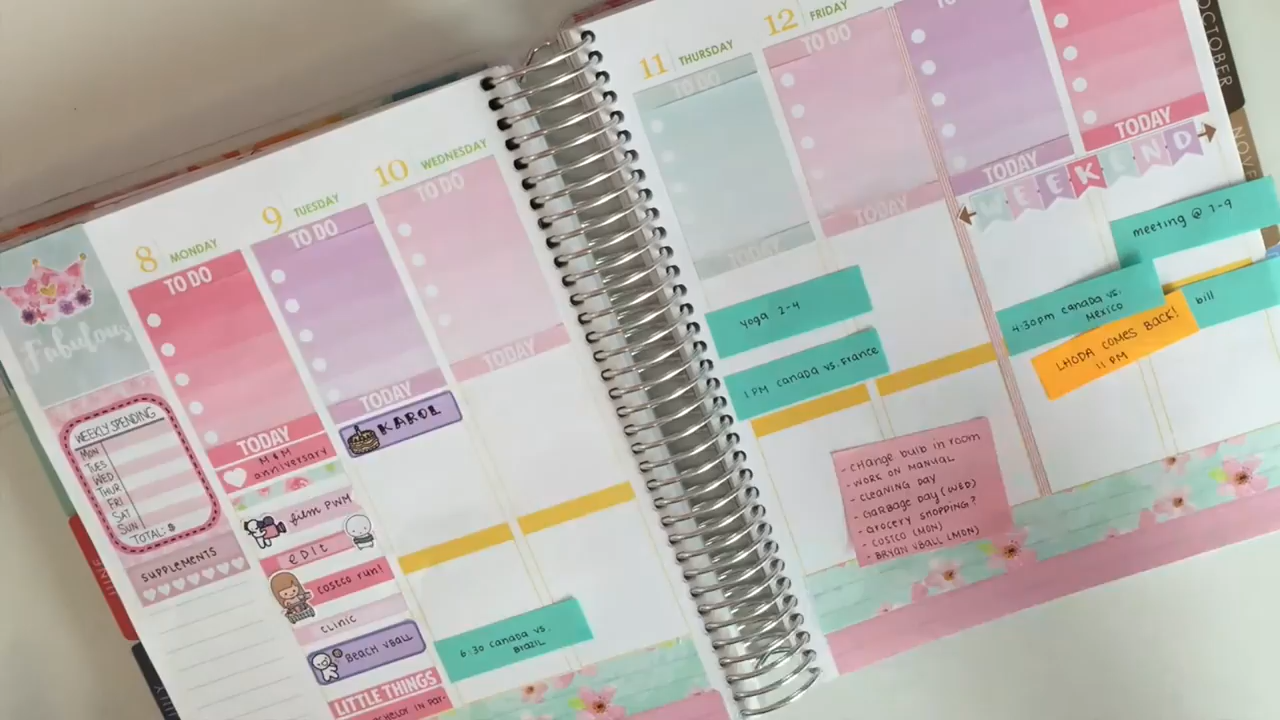 8 MONDAY
TO DO
TODAY
M+M
anniversary
film PWM
edit
costco run!
clinic
BEACH VBALL
LITTLE THINGS
Fabulous
WEEKLY SPENDING
MON
TUES
WED
THUR
FRI
SAT
SUN
TOTAL: $
SUPPLEMENTS
9 TUESDAY
TO DO
TODAY
KAROL
10 WEDNESDAY
TO DO
TODAY
6:30 canada vs.
BRAZIL
11 THURSDAY
TO DO
TODAY
yoga 2-4
1 PM canada vs. France
12 FRIDAY
TO DO
TODAY
- change bulb in room
- WORK ON MANUAL
- CLEANING DAY
- GARBAGE DAY (WED)
- GROCERY SHOPPING?
- COSTCO (MON)
- BRYAN VBALL (MON)
TODAY
TODAY
WEEKEND
meeting @ 7-9
4:30pm canada vs.
Mexico
bill
LHODA COMES BACK!
11 PM
OCTOBER
NOVE
JUNE
JULY